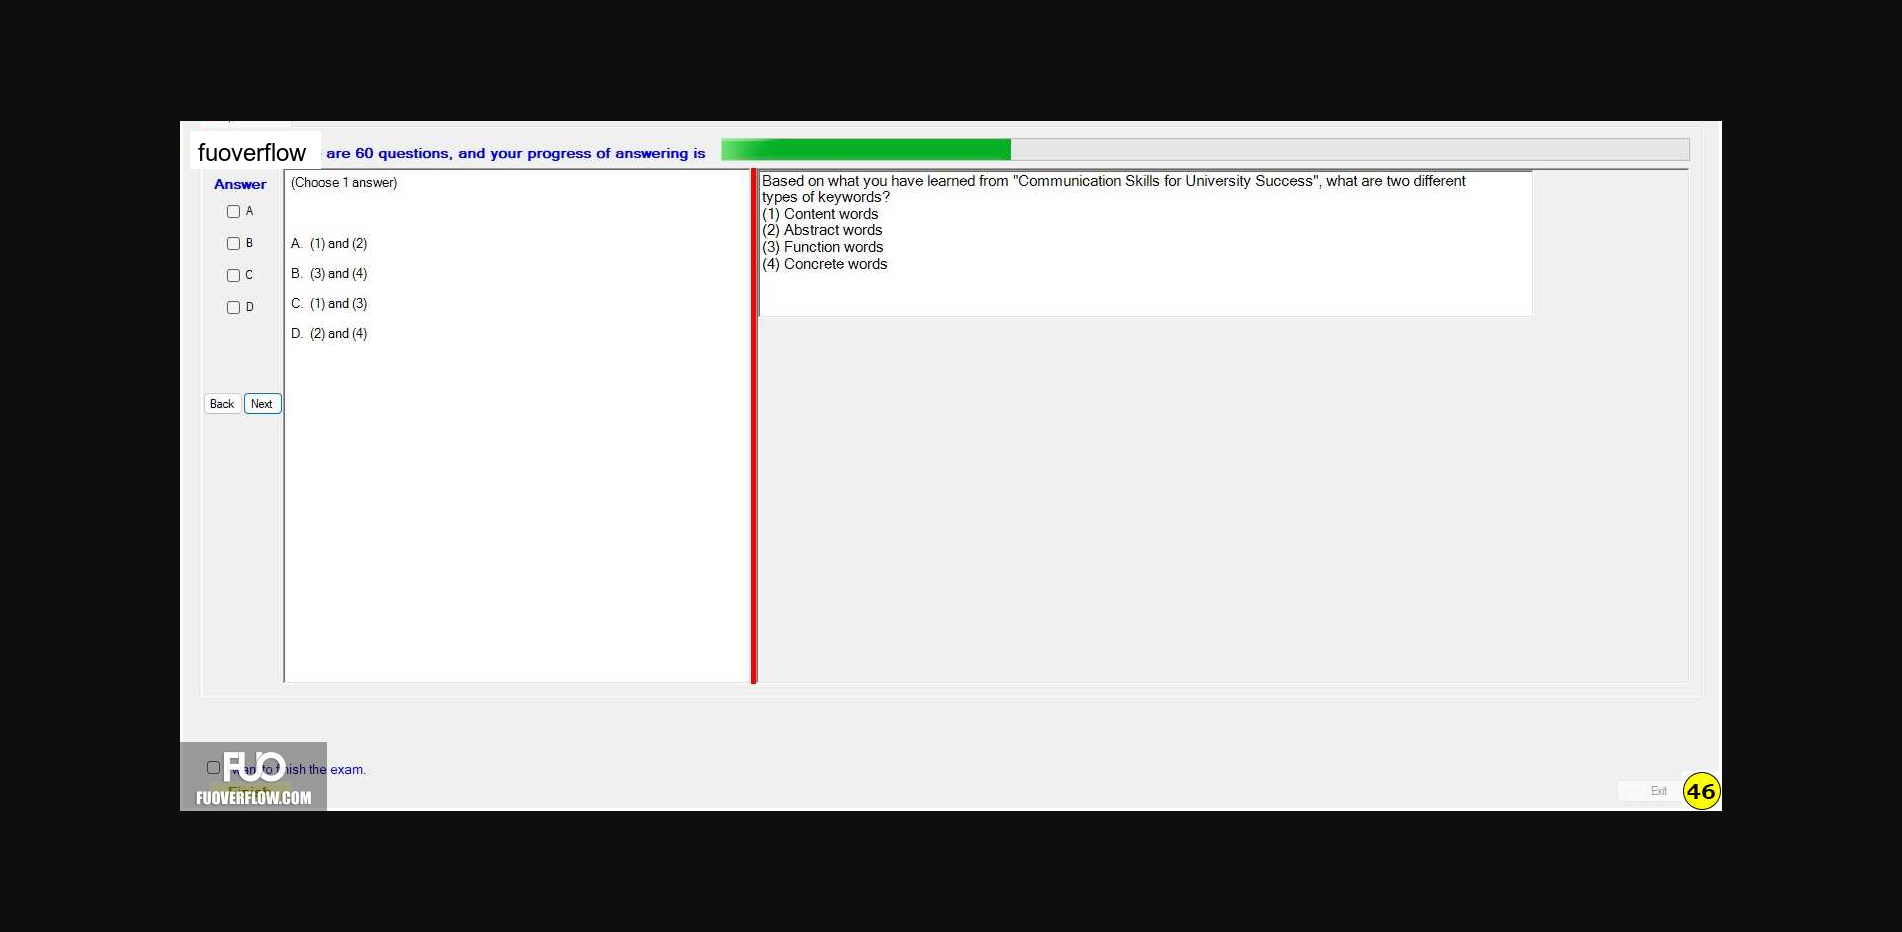 fuoverflow are 60 questions, and your progress of answering is
Answer
A
B
C
D
Back Next
(Choose 1 answer)
A. (1) and (2)
B. (3) and (4)
C. (1) and (3)
D. (2) and (4)
Based on what you have learned from "Communication Skills for University Success", what are two different
types of keywords?
(1) Content words
(2) Abstract words
(3) Function words
(4) Concrete words
FUO
to finish the exam.
Finish
FUOVERFLOW.COM
Exit
46